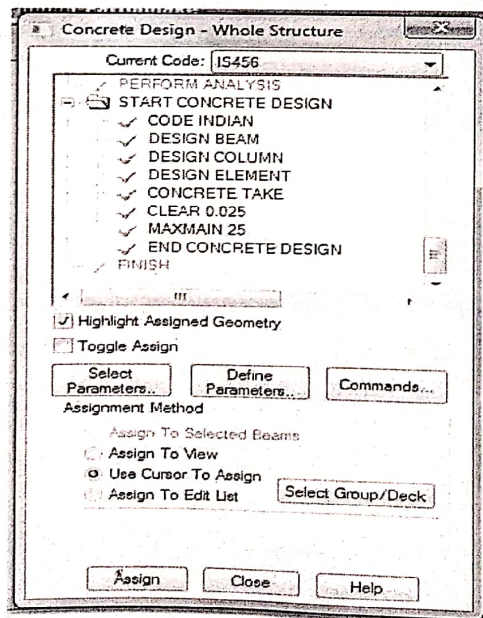 Concrete Design - Whole Structure
Current Code: IS456
PERFORM ANALYSIS
START CONCRETE DESIGN
CODE INDIAN
DESIGN BEAM
DESIGN COLUMN
DESIGN ELEMENT
CONCRETE TAKE
CLEAR 0.025
MAXMAIN 25
END CONCRETE DESIGN
FINISH
Highlight Assigned Geometry
Toggle Assign
Select Parameters.. Define Parameters... Commands...
Assignment Method
Assign To Selected Beams
Assign To View
Use Cursor To Assign
Assign To Edit List Select Group/Deck
Assign Close Help